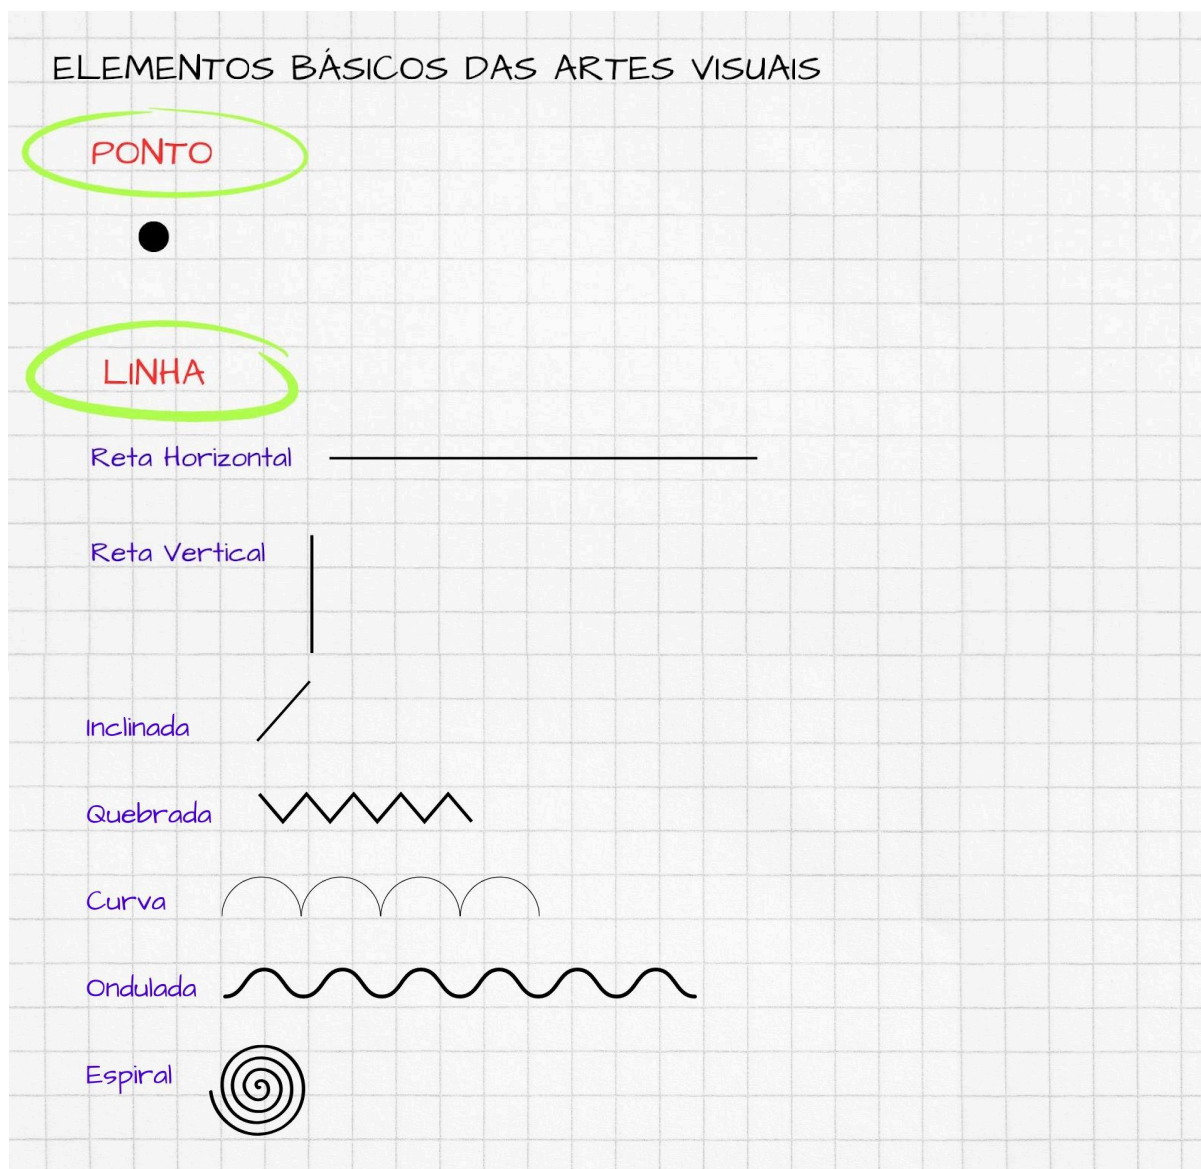 ELEMENTOS BÁSICOS DAS ARTES VISUAIS
PONTO
LINHA
Reta Horizontal
Reta Vertical
Inclinada
Quebrada
Curva
Ondulada
Espiral